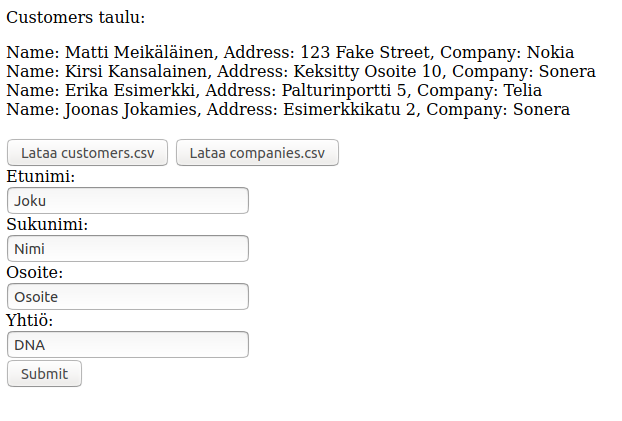 Customers taulu:
Name: Matti Meikäläinen, Address: 123 Fake Street, Company: Nokia
Name: Kirsi Kansalainen, Address: Keksitty Osoite 10, Company: Sonera
Name: Erika Esimerkki, Address: Palturinportti 5, Company: Telia
Name: Joonas Jokamies, Address: Esimerkkikatu 2, Company: Sonera
Lataa customers.csv Lataa companies.csv
Etunimi:
Joku
Sukunimi:
Nimi
Osoite:
Osoite
Yhtiö:
DNA
Submit